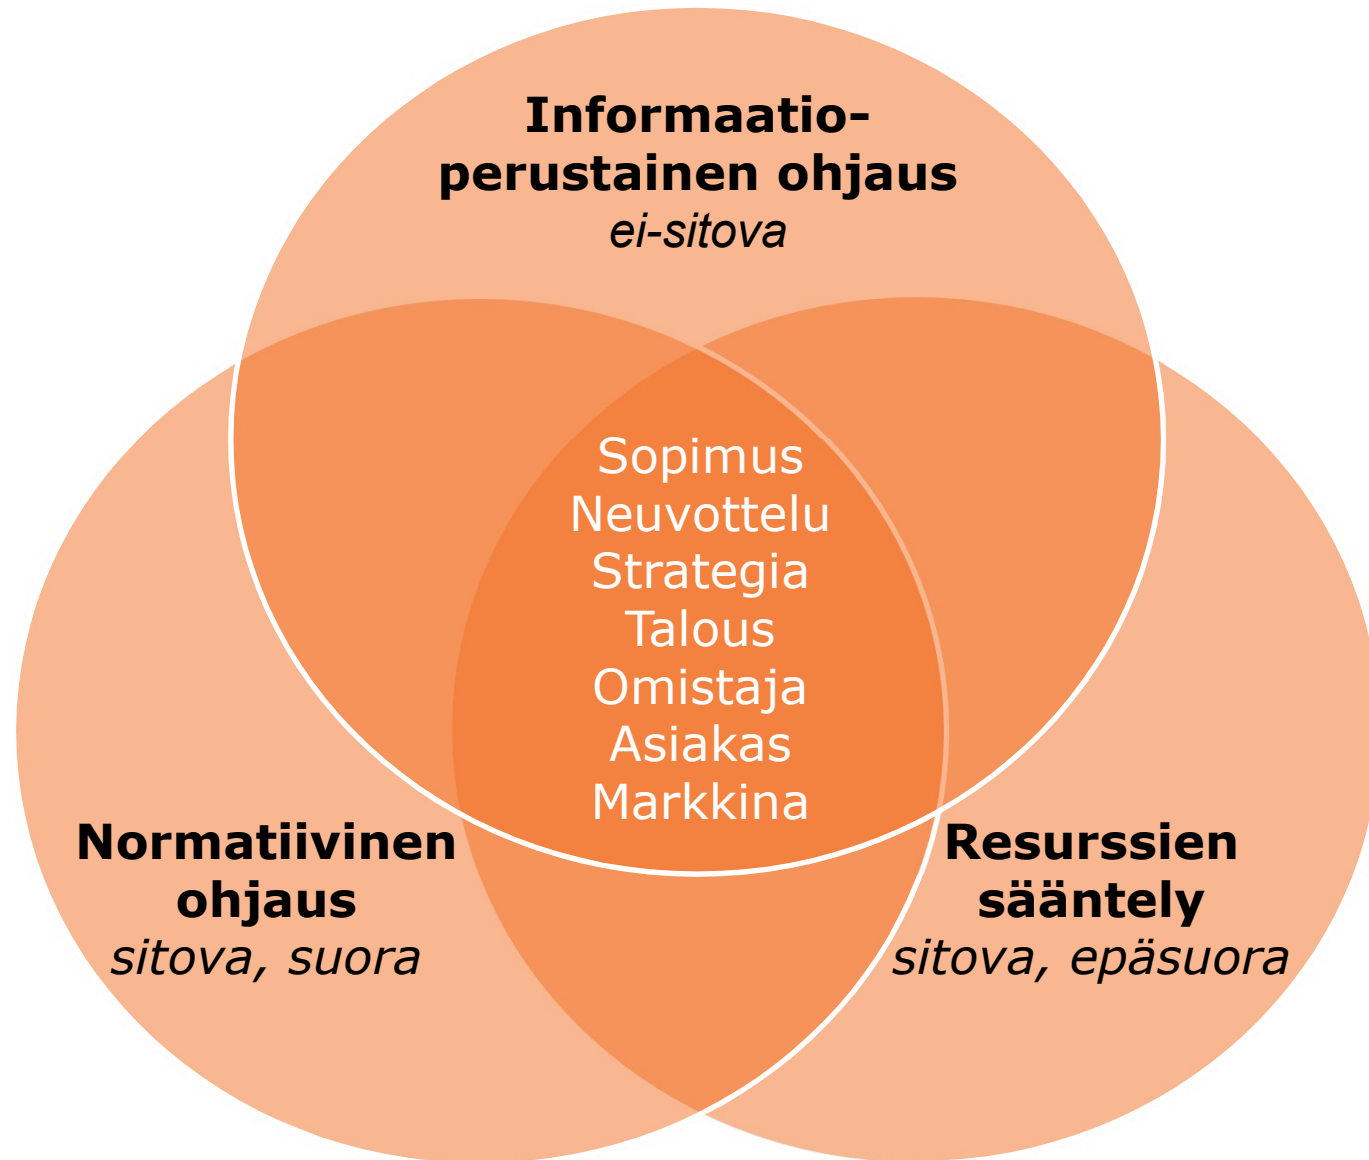 Informaatio-
perustainen ohjaus
ei-sitova
Sopimus
Neuvottelu
Strategia
Talous
Omistaja
Asiakas
Markkina
Normatiivinen
ohjaus
sitova, suora
Resurssien
sääntely
sitova, epäsuora